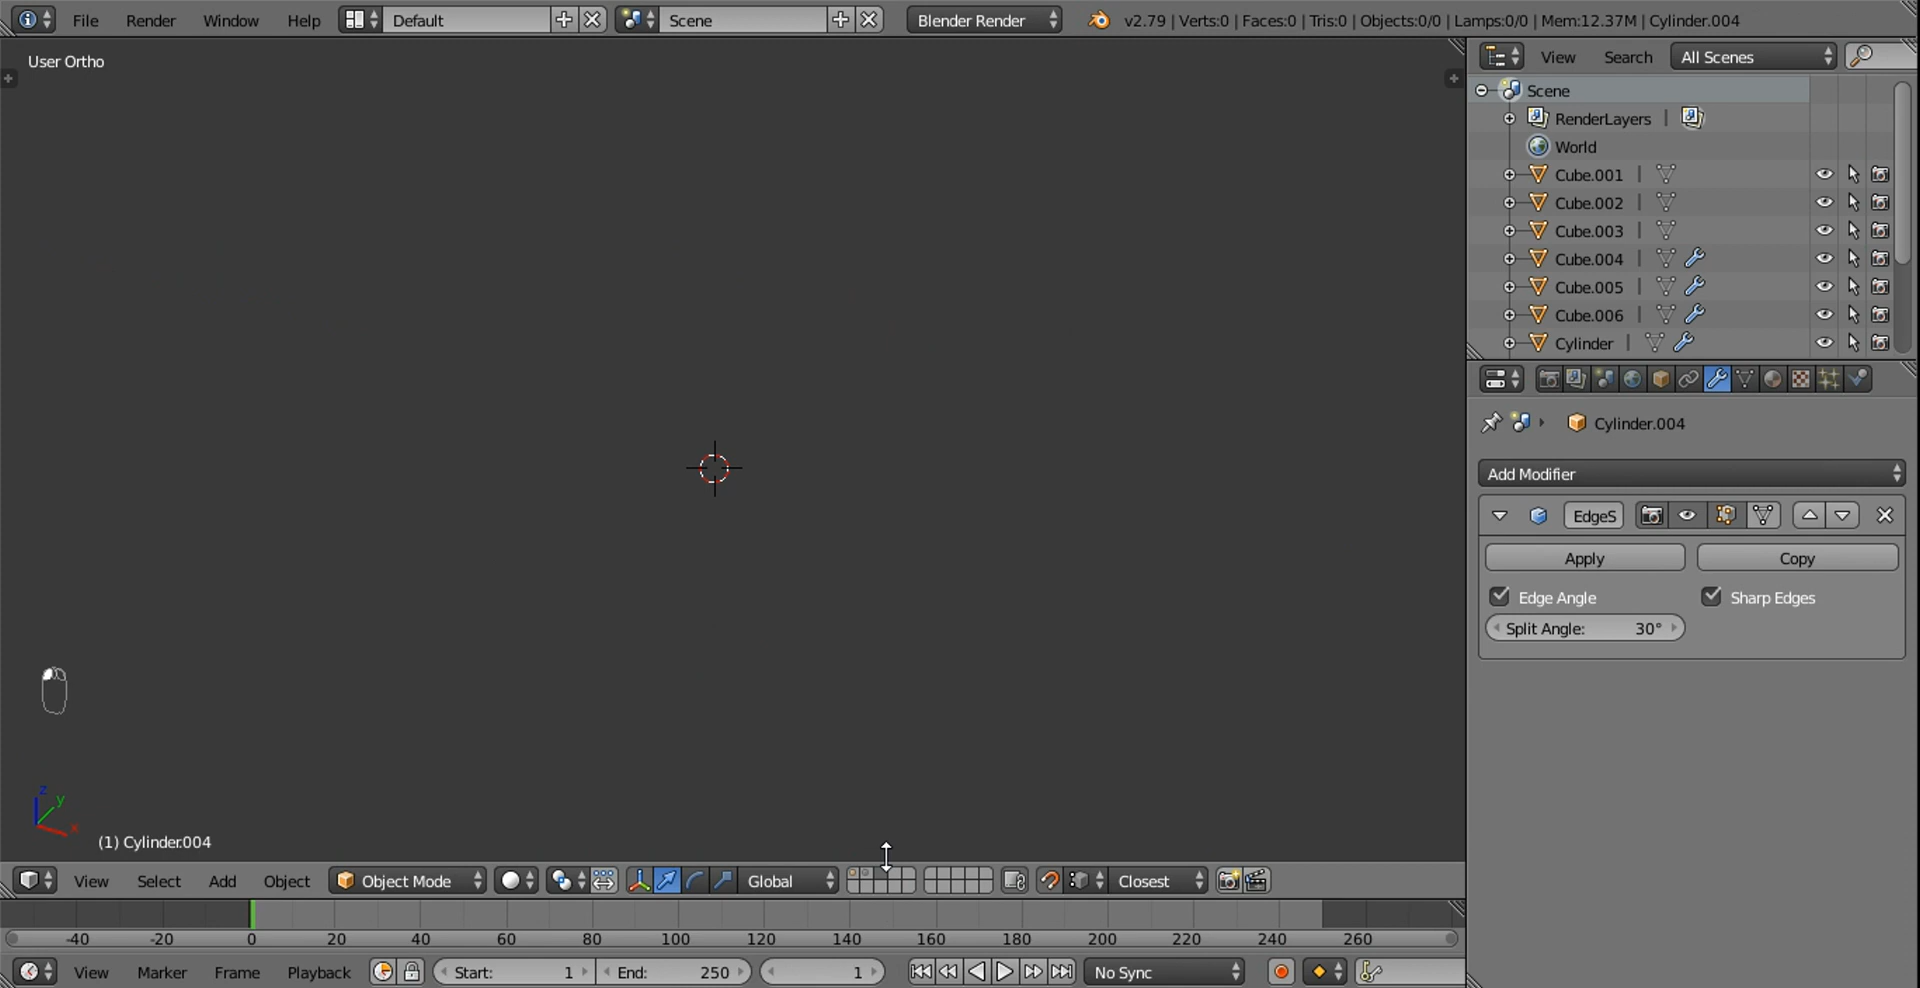 File Render Window Help Default Scene Blender Render v2.79 | Verts:0 | Faces:0 | Tris:0 | Objects:0/0 | Lamps:0/0 | Mem:12.37M | Cylinder.004
User Ortho
View Search All Scenes
Scene
RenderLayers |
World
Cube.001 |
Cube.002 |
Cube.003 |
Cube.004 |
Cube.005 |
Cube.006 |
Cylinder |
Cylinder.004
Add Modifier
EdgeS
Apply Copy
Edge Angle Sharp Edges
Split Angle: 30°
z
y
x
(1) Cylinder.004
View Select Add Object Object Mode Global Closest
-40 -20 0 20 40 60 80 100 120 140 160 180 200 220 240 260
View Marker Frame Playback Start: 1 End: 250 1 No Sync